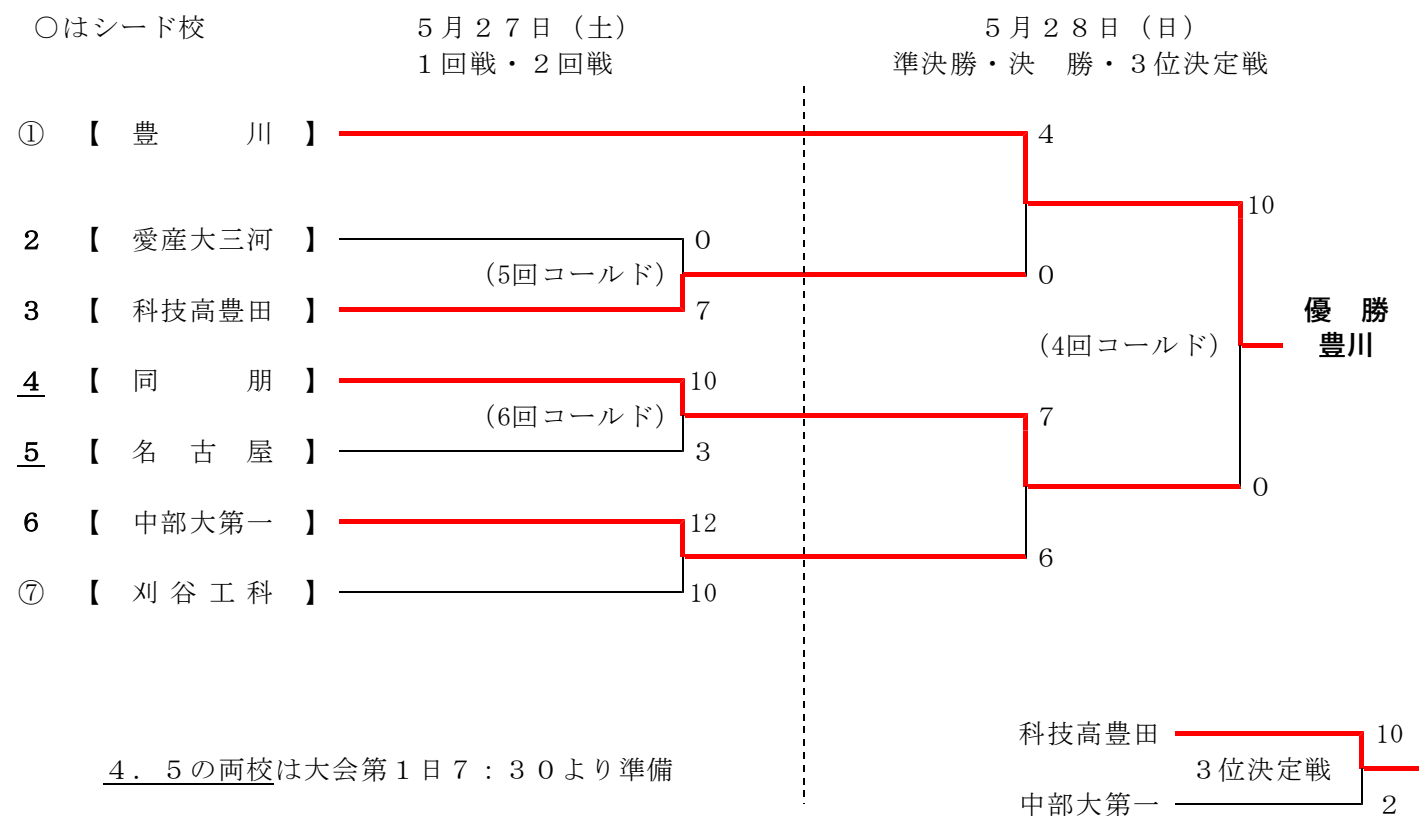 ○はシード校 5月27日（土） 5月28日（日）
1回戦・2回戦 準決勝・決　勝・3位決定戦
① 【 豊　　　川 】 4
10
2 【 愛産大三河 】 0
(5回コールド) 0
3 【 科技高豊田 】 7
優　勝
(4回コールド) 豊川
4 【 同　　　朋 】 10
(6回コールド) 7
5 【 名　古　屋 】 3
0
6 【 中部大第一 】 12
6
⑦ 【 刈谷工科 】 10
科技高豊田 10
4．5の両校は大会第1日7：30より準備 3位決定戦
中部大第一 2